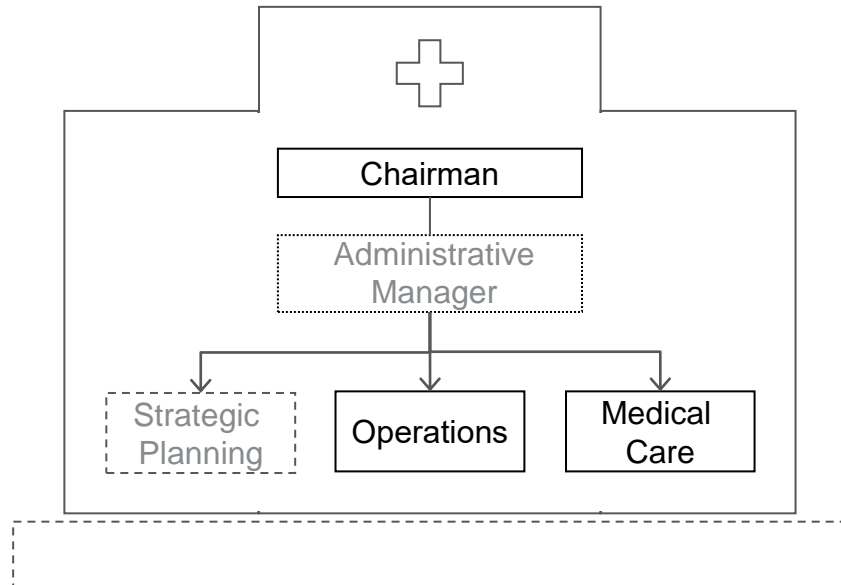 Chairman
Administrative
Manager
Strategic
Planning
Operations
Medical
Care